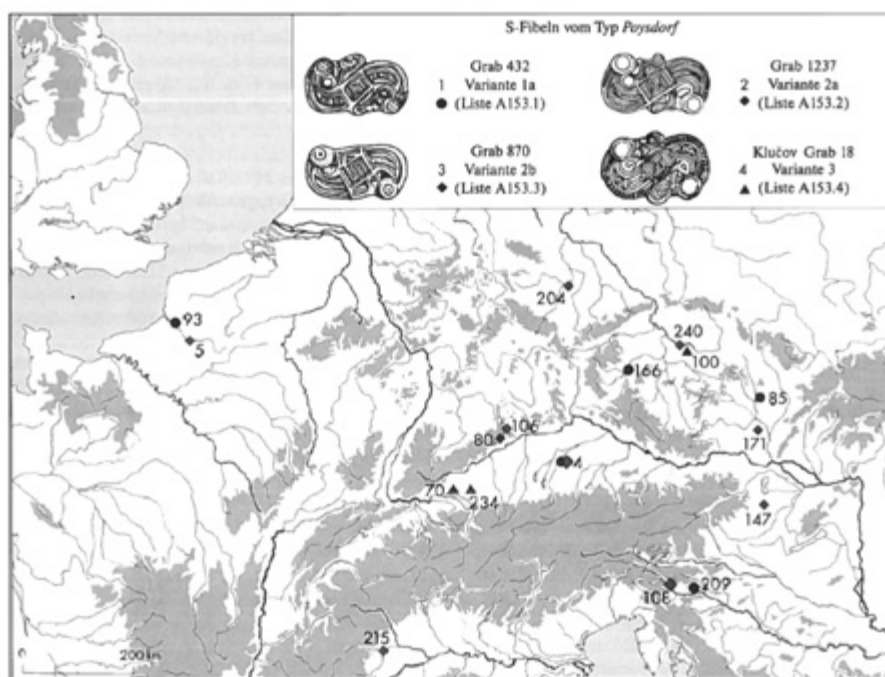 S-Fibeln vom Typ Poysdorf
Grab 432
1 Variante 1a
(Liste A153.1)
Grab 1237
2 Variante 2a
(Liste A153.2)
Grab 870
3 Variante 2b
(Liste A153.3)
Klučov Grab 18
4 Variante 3
(Liste A153.4)
204
93
5
240
100
166
85
106
80
171
4
70
234
147
108
209
215
200 km